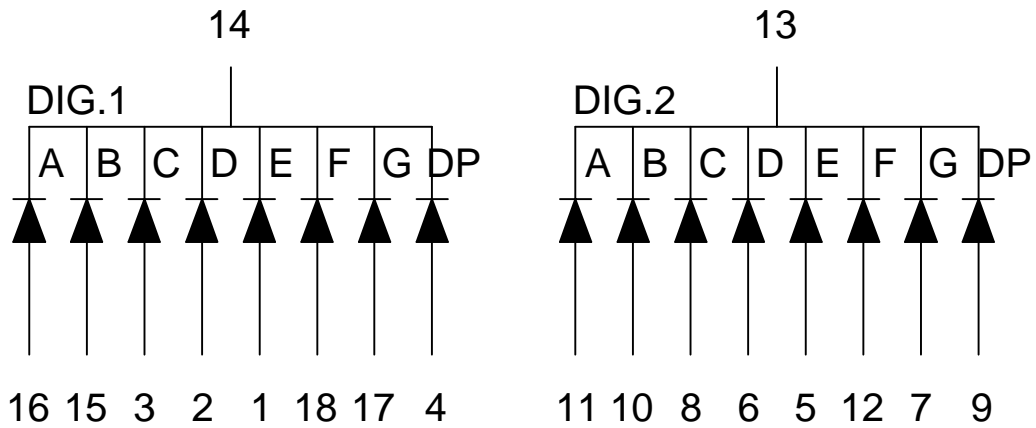 14 13
DIG.1 DIG.2
A B C D E F G DP A B C D E F G DP
16 15 3 2 1 18 17 4 11 10 8 6 5 12 7 9